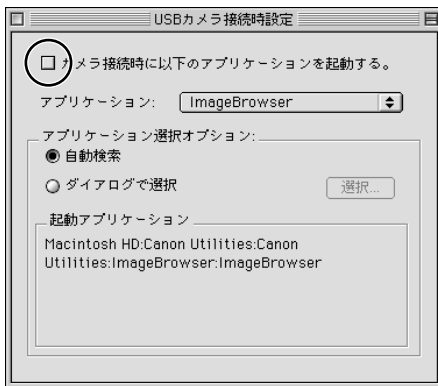 USBカメラ接続時設定
カメラ接続時に以下のアプリケーションを起動する。
アプリケーション: ImageBrowser
アプリケーション選択オプション:
自動検索
ダイアログで選択 選択...
起動アプリケーション
Macintosh HD:Canon Utilities:Canon
Utilities:ImageBrowser:ImageBrowser